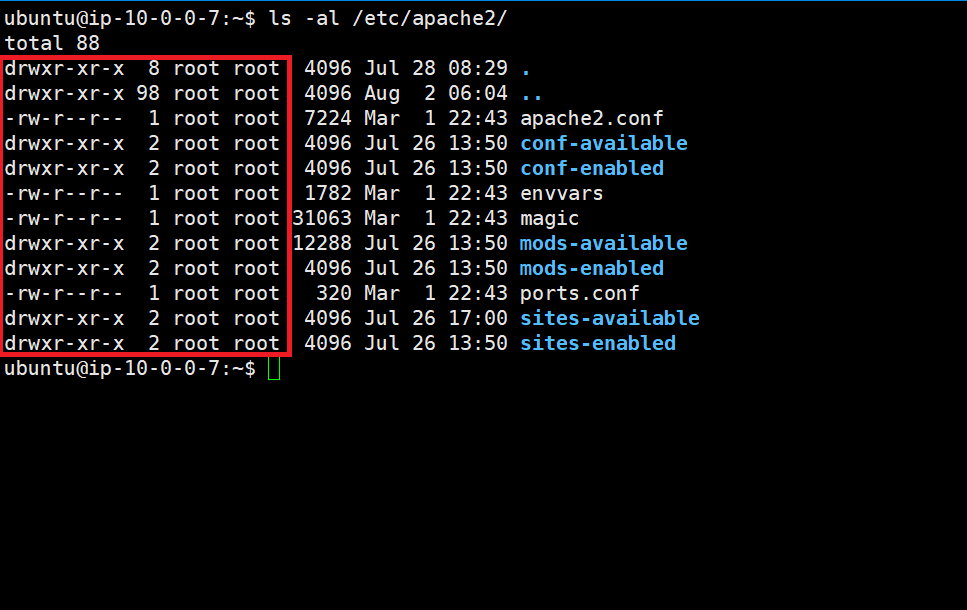 ubuntu@ip-10-0-0-7:~$ ls -al /etc/apache2/
total 88
drwxr-xr-x  8 root root  4096 Jul 28 08:29 .
drwxr-xr-x 98 root root  4096 Aug  2 06:04 ..
-rw-r--r--  1 root root  7224 Mar  1 22:43 apache2.conf
drwxr-xr-x  2 root root  4096 Jul 26 13:50 conf-available
drwxr-xr-x  2 root root  4096 Jul 26 13:50 conf-enabled
-rw-r--r--  1 root root  1782 Mar  1 22:43 envvars
-rw-r--r--  1 root root 31063 Mar  1 22:43 magic
drwxr-xr-x  2 root root 12288 Jul 26 13:50 mods-available
drwxr-xr-x  2 root root  4096 Jul 26 13:50 mods-enabled
-rw-r--r--  1 root root   320 Mar  1 22:43 ports.conf
drwxr-xr-x  2 root root  4096 Jul 26 17:00 sites-available
drwxr-xr-x  2 root root  4096 Jul 26 13:50 sites-enabled
ubuntu@ip-10-0-0-7:~$